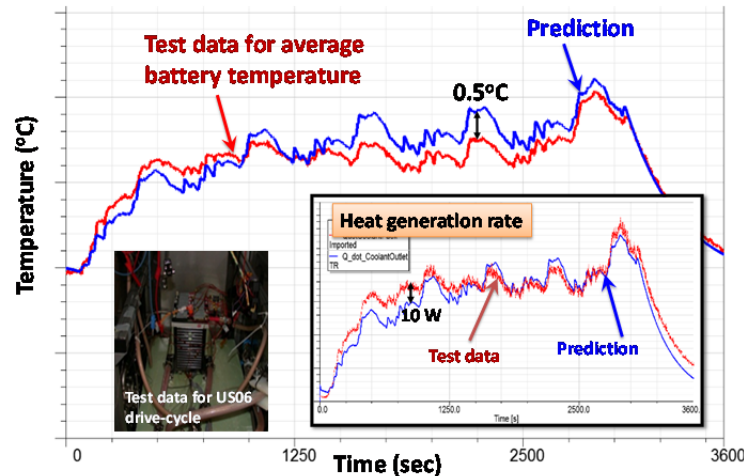 Test data for average
battery temperature
Prediction
0.5°C
Temperature (°C)
Heat generation rate
Imported
Q_dot_CoolantOutlet
TR
10 W
Test data
Prediction
0.0
1250.0
2500.0
Time [s]
Test data for US06
drive-cycle
0
1250
2500
3600
Time (sec)